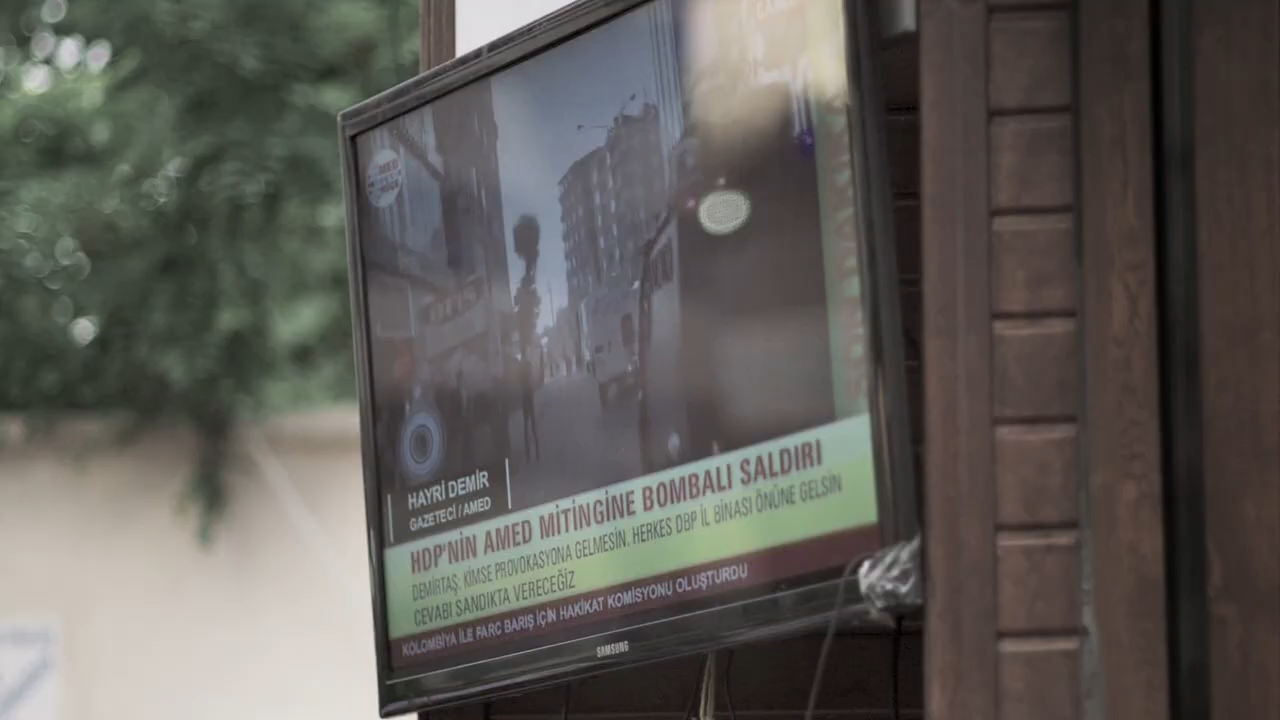 HAYRİ DEMİR
GAZETECİ / AMED
HDP'NİN AMED MİTİNGİNE BOMBALI SALDIRI
DEMİRTAŞ: KİMSE PROVOKASYONA GELMESİN. HERKES DBP İL BİNASI ÖNÜNE GELSİN
CEVABI SANDIKTA VERECEĞİZ
KOLOMBİYA İLE FARC BARIŞ İÇİN HAKİKAT KOMİSYONU OLUŞTURDU
SAMSUNG